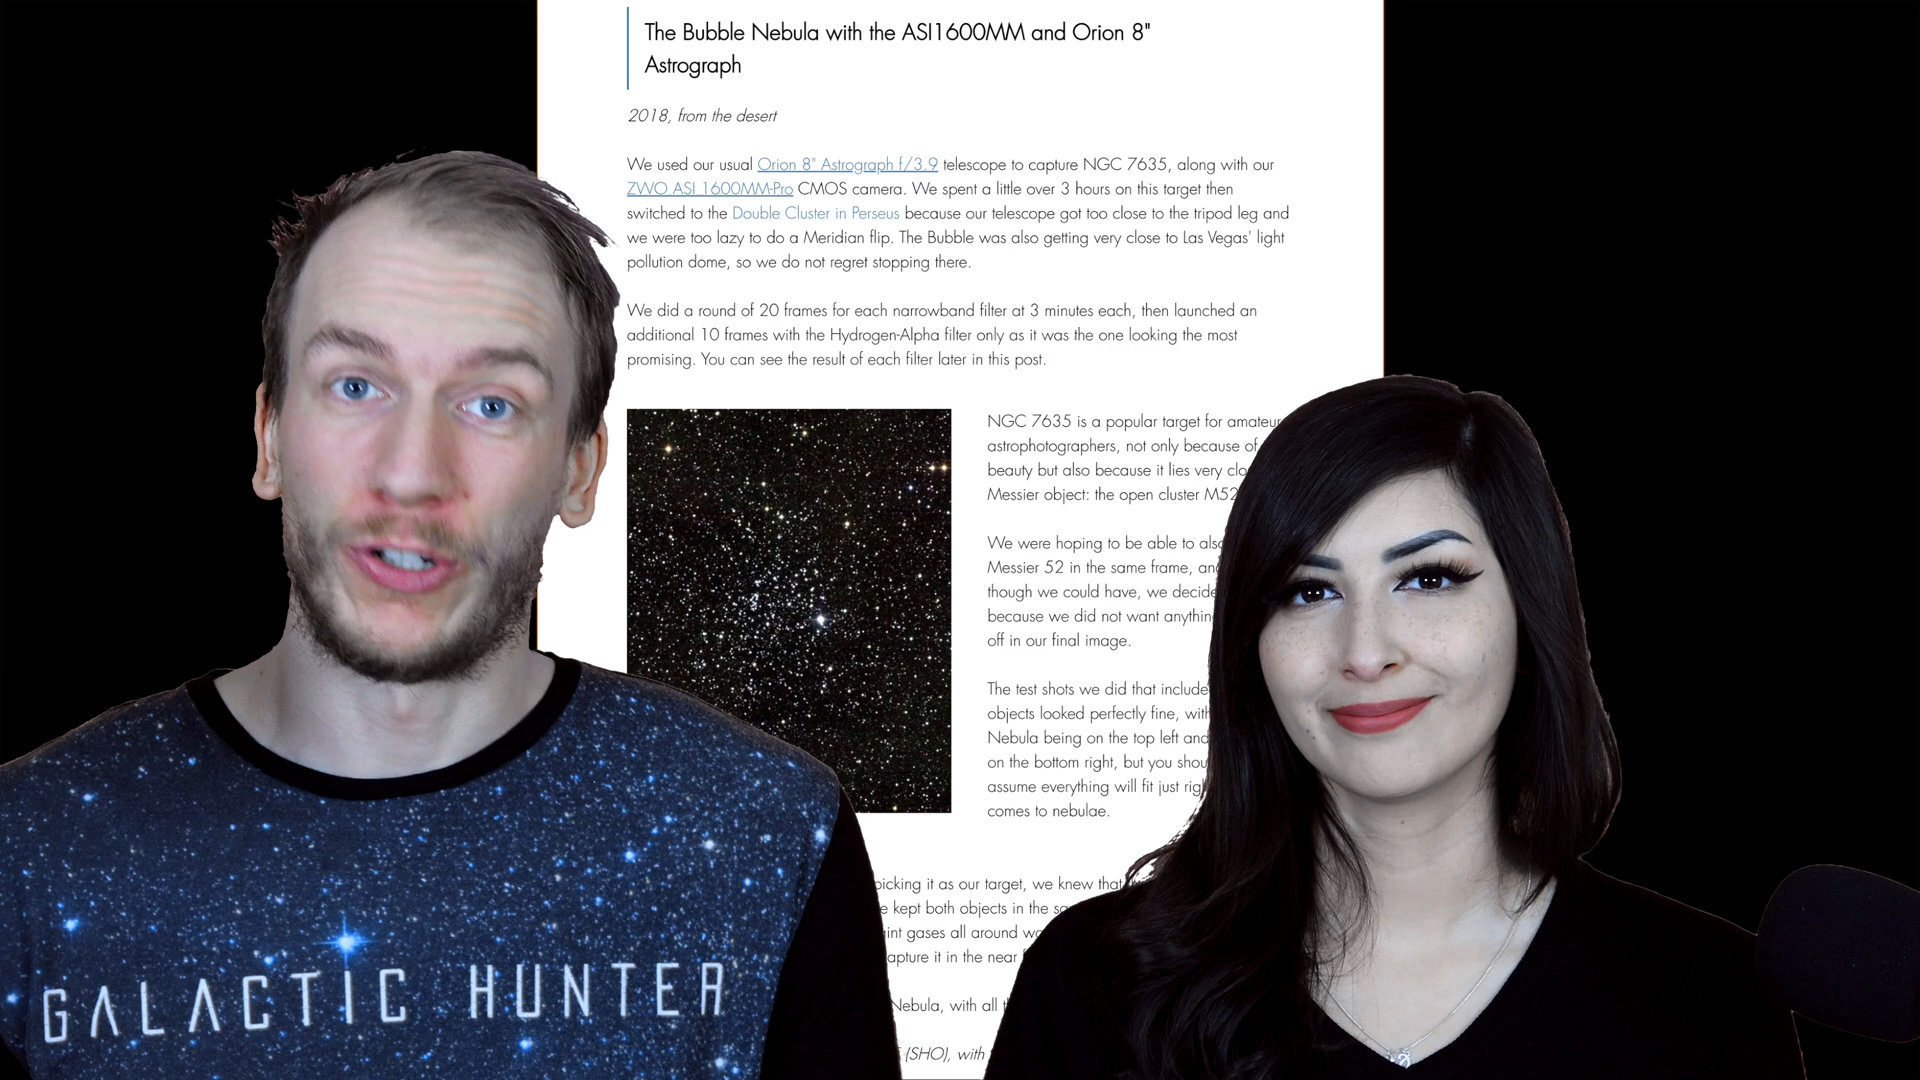 The Bubble Nebula with the ASI1600MM and Orion 8"
Astrograph
2018, from the desert
We used our usual Orion 8" Astrograph f/3.9 telescope to capture NGC 7635, along with our
ZWO ASI 1600MM-Pro CMOS camera. We spent a little over 3 hours on this target then
switched to the Double Cluster in Perseus because our telescope got too close to the tripod leg and
we were too lazy to do a Meridian flip. The Bubble was also getting very close to Las Vegas' light
pollution dome, so we do not regret stopping there.
We did a round of 20 frames for each narrowband filter at 3 minutes each, then launched an
additional 10 frames with the Hydrogen-Alpha filter only as it was the one looking the most
promising. You can see the result of each filter later in this post.
NGC 7635 is a popular target for amateur
astrophotographers, not only because of
beauty but also because it lies very
Messier object: the open cluster M52
We were hoping to be able to
Messier 52 in the same frame,
though we could have, we
because we did not want
off in our final image.
The test shots we did that
objects looked perfectly fine,
Nebula being on the top left and
on the bottom right, but you
assume everything will fit just
comes to nebulae.
picking it as our target, we knew that
kept both objects in the
gases all around
capture it in the near
Nebula, with all
(SHO), with
GALACTIC HUNTER